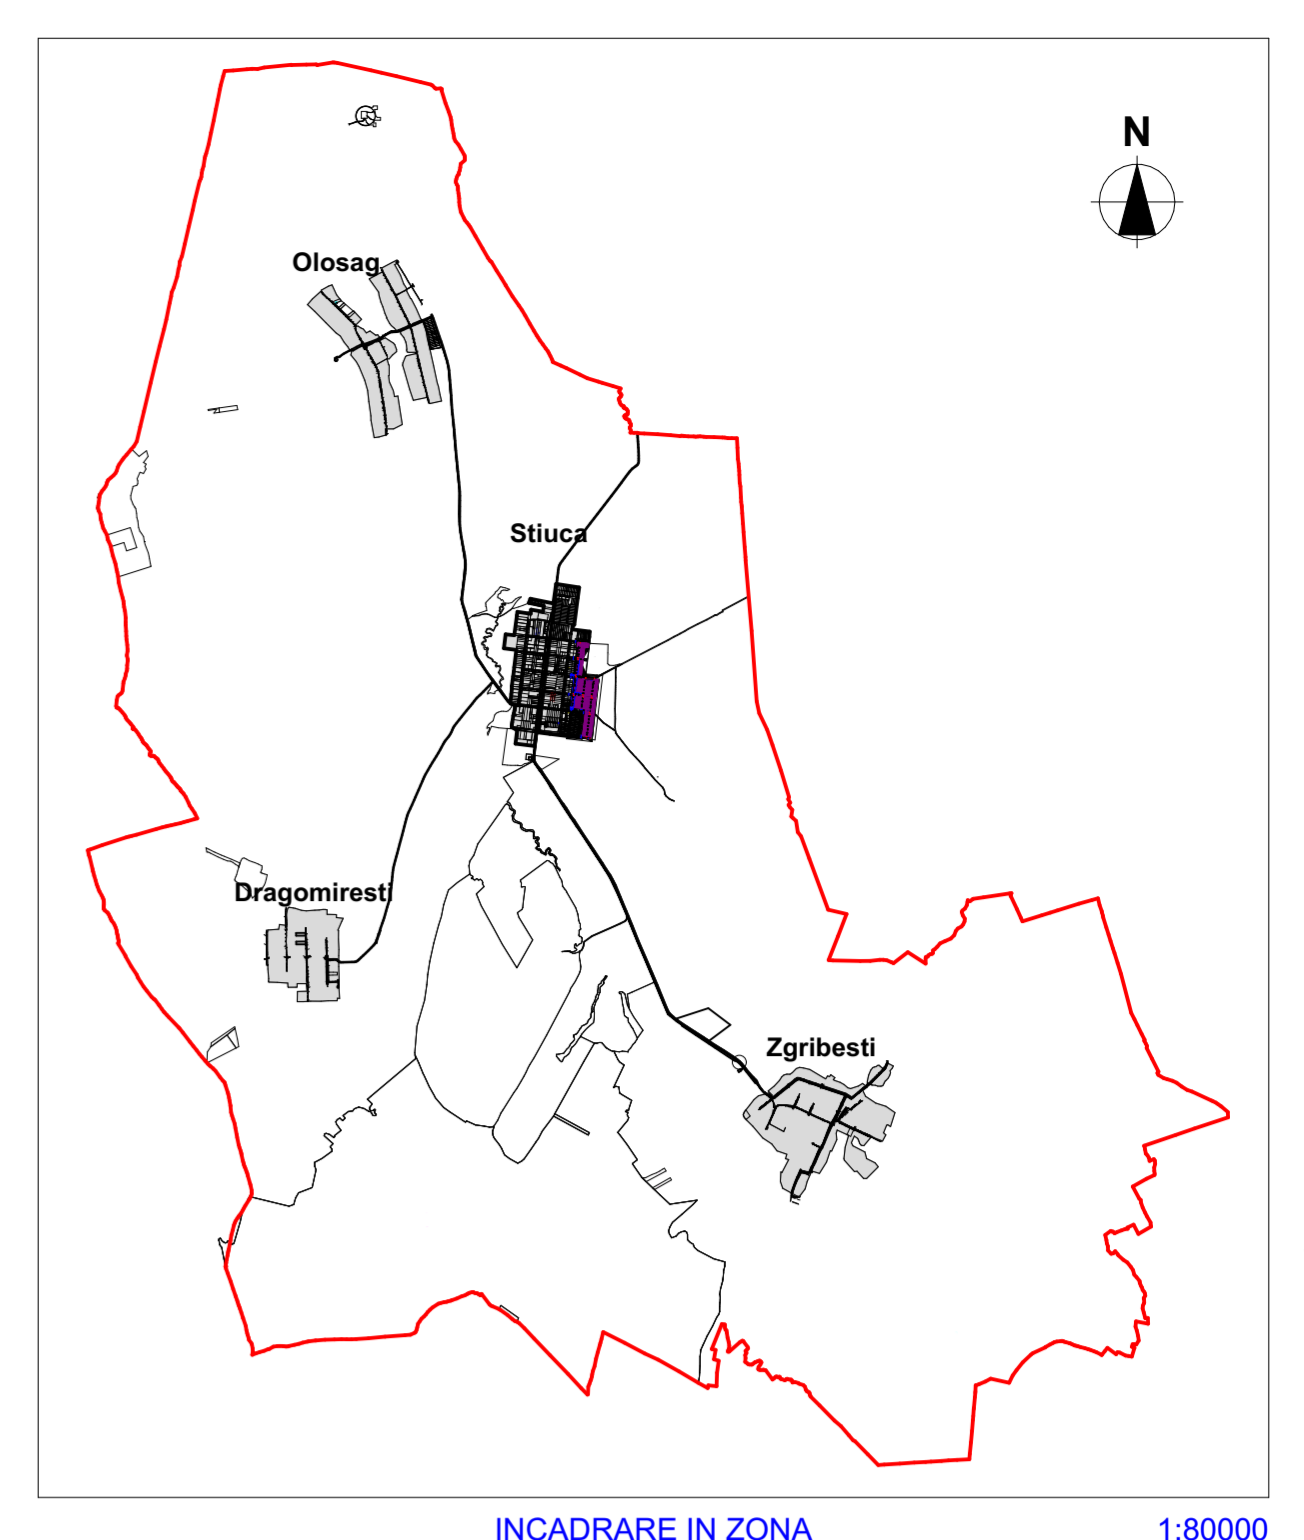 N
Olosag
Stiuca
Dragomiresti
Zgribesti
INCADRARE IN ZONA 1:80000